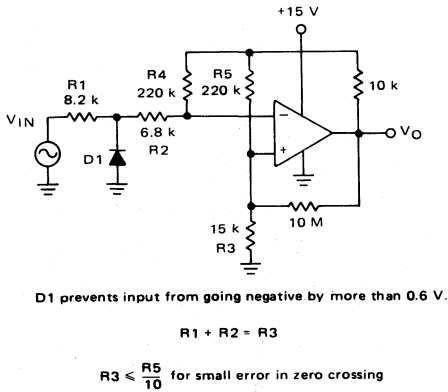 +15 V
R1
8.2 k
R4
220 k
R5
220 k
10 k
VIN
6.8 k
R2
D1
−
+
VO
15 k
R3
10 M
D1 prevents input from going negative by more than 0.6 V.
R1 + R2 = R3
R3 ≤ R5/10 for small error in zero crossing